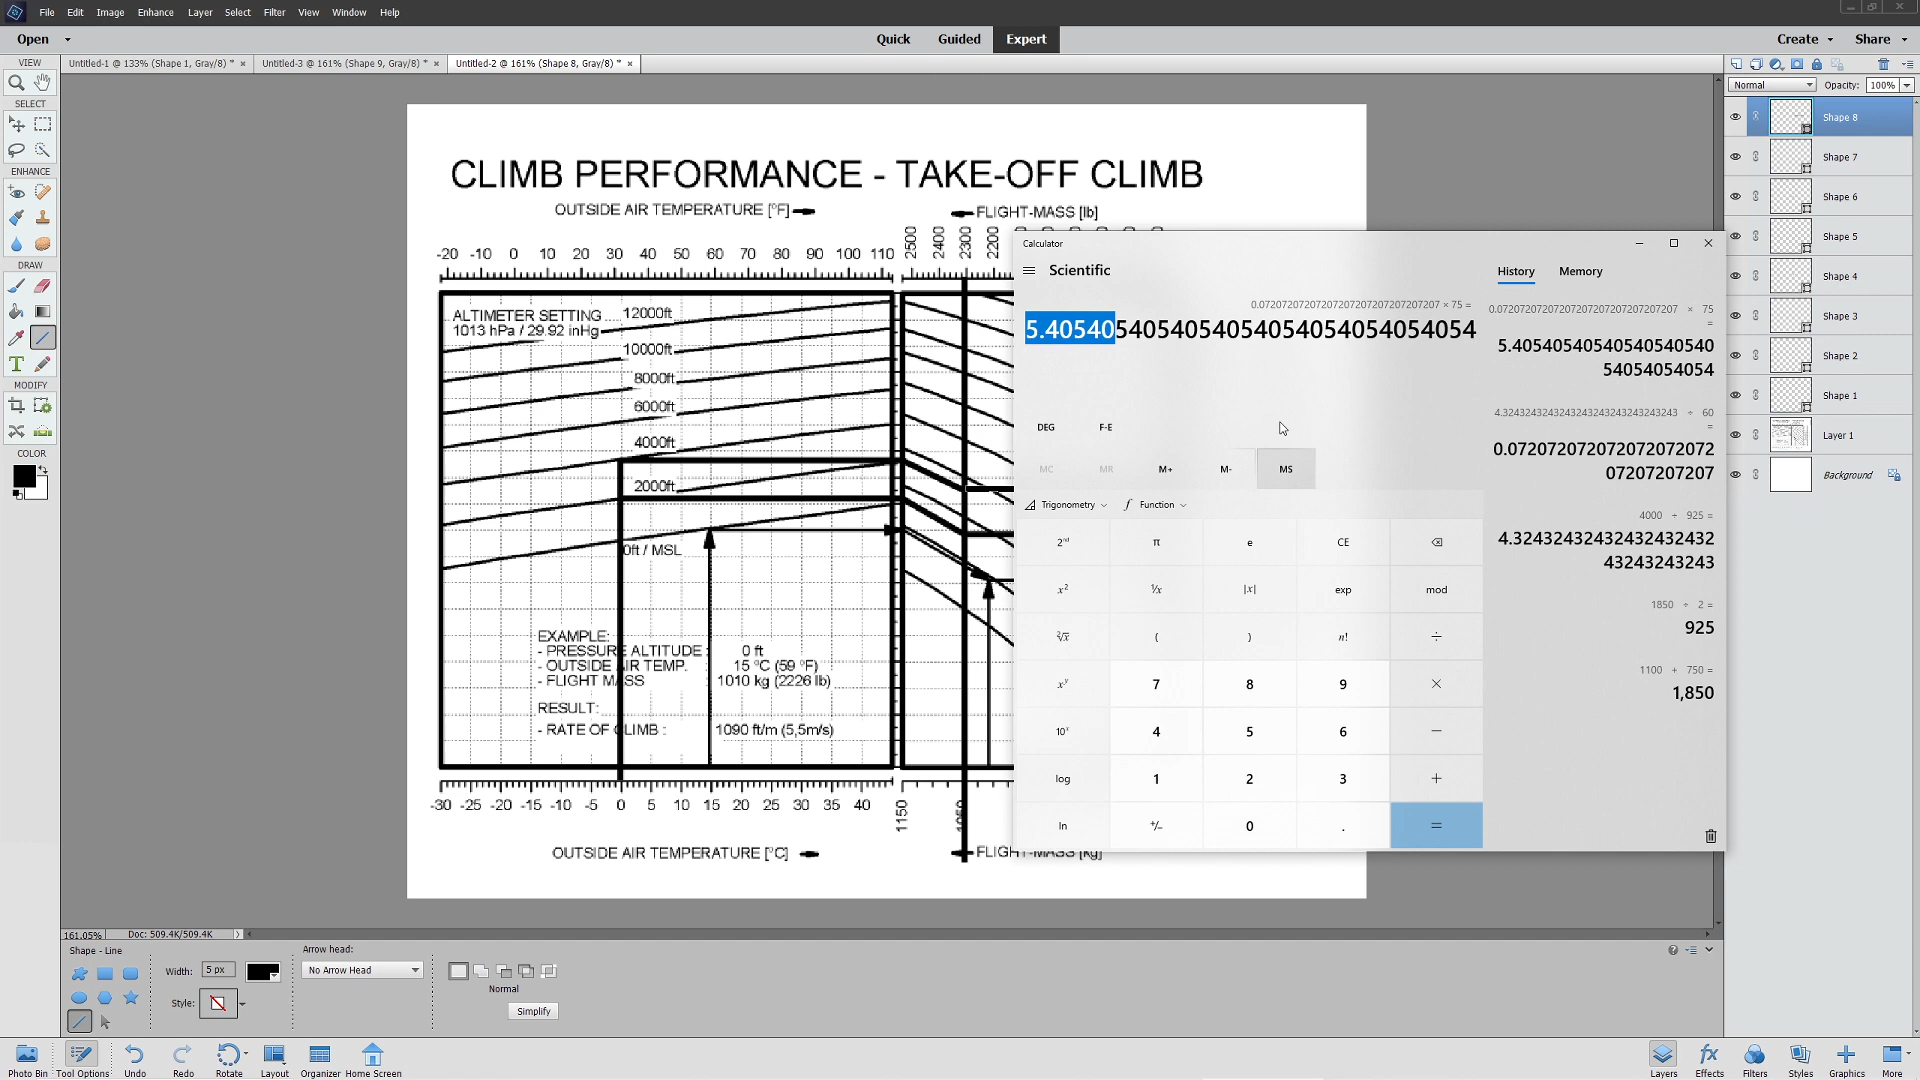 File Edit Image Enhance Layer Select Filter View Window Help
Open Quick Guided Expert Create Share
VIEW Untitled-1 @ 133% (Shape 1, Gray/8) * × Untitled-3 @ 161% (Shape 9, Gray/8) * × Untitled-2 @ 161% (Shape 8, Gray/8) * ×
Normal Opacity: 100%
SELECT
ENHANCE
DRAW
T
MODIFY
COLOR
Shape 8
Shape 7
Shape 6
Shape 5
Shape 4
Shape 3
Shape 2
Shape 1
Layer 1
Background
CLIMB PERFORMANCE - TAKE-OFF CLIMB
OUTSIDE AIR TEMPERATURE [°F] FLIGHT-MASS [lb]
-20 -10 0 10 20 30 40 50 60 70 80 90 100 110 2500 2400 2300 2200
ALTIMETER SETTING 12000ft
1013 hPa / 29.92 inHg
10000ft
8000ft
6000ft
4000ft
2000ft
0ft / MSL
EXAMPLE:
- PRESSURE ALTITUDE : 0 ft
- OUTSIDE AIR TEMP. : 15 °C (59 °F)
- FLIGHT MASS : 1010 kg (2226 lb)
RESULT:
- RATE OF CLIMB : 1090 ft/m (5,5m/s)
-30 -25 -20 -15 -10 -5 0 5 10 15 20 25 30 35 40 1150 1050
OUTSIDE AIR TEMPERATURE [°C] FLIGHT-MASS [kg]
Calculator
Scientific
0.07207207207207207207207207207207 × 75 =
5.4054054054054054054054054054054
DEG F-E
MC MR M+ M- MS
Trigonometry Function
2ⁿᵈ π e CE
x² ¹/x |x| exp mod
²√x ( ) n! ÷
xʸ 7 8 9 ×
10ˣ 4 5 6 −
log 1 2 3 +
ln +/− 0 . =
History Memory
0.07207207207207207207207207207207 × 75
=
5.40540540540540540540
54054054054
4.3243243243243243243243243243243 ÷ 60
=
0.07207207207207207207
07207207207
4000 ÷ 925 =
4.32432432432432432432
43243243243
1850 ÷ 2 =
925
1100 + 750 =
1,850
161.05% Doc: 509.4K/509.4K
Shape - Line
Width: 5 px
Style:
Arrow head:
No Arrow Head
Normal
Simplify
Photo Bin Tool Options Undo Redo Rotate Layout Organizer Home Screen Layers Effects Filters Styles Graphics More